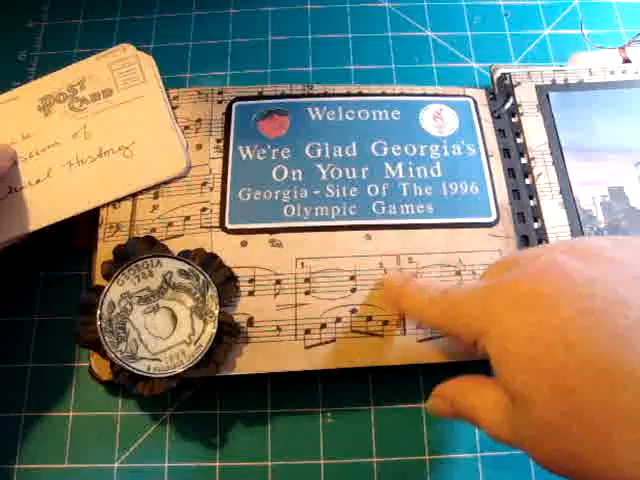 POST CARD
of
History
Welcome
We're Glad Georgia's
On Your Mind
Georgia - Site Of The 1996
Olympic Games
GEORGIA
1788